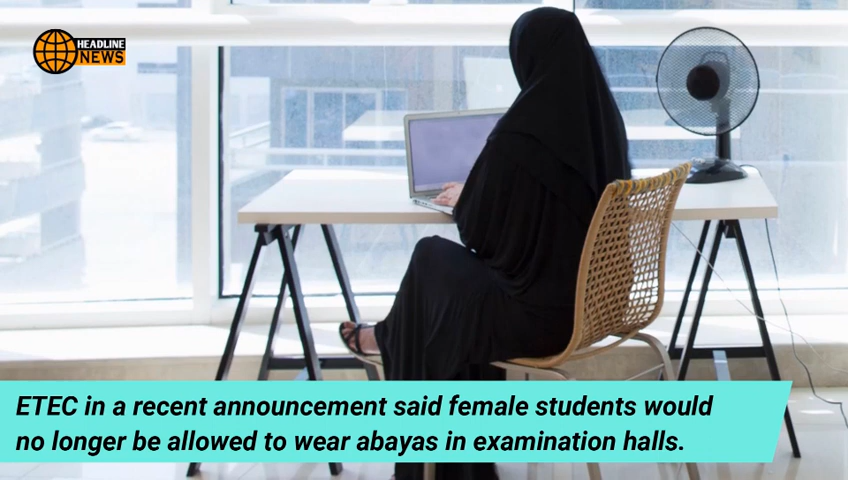 HEADLINE
NEWS
ETEC in a recent announcement said female students would
no longer be allowed to wear abayas in examination halls.